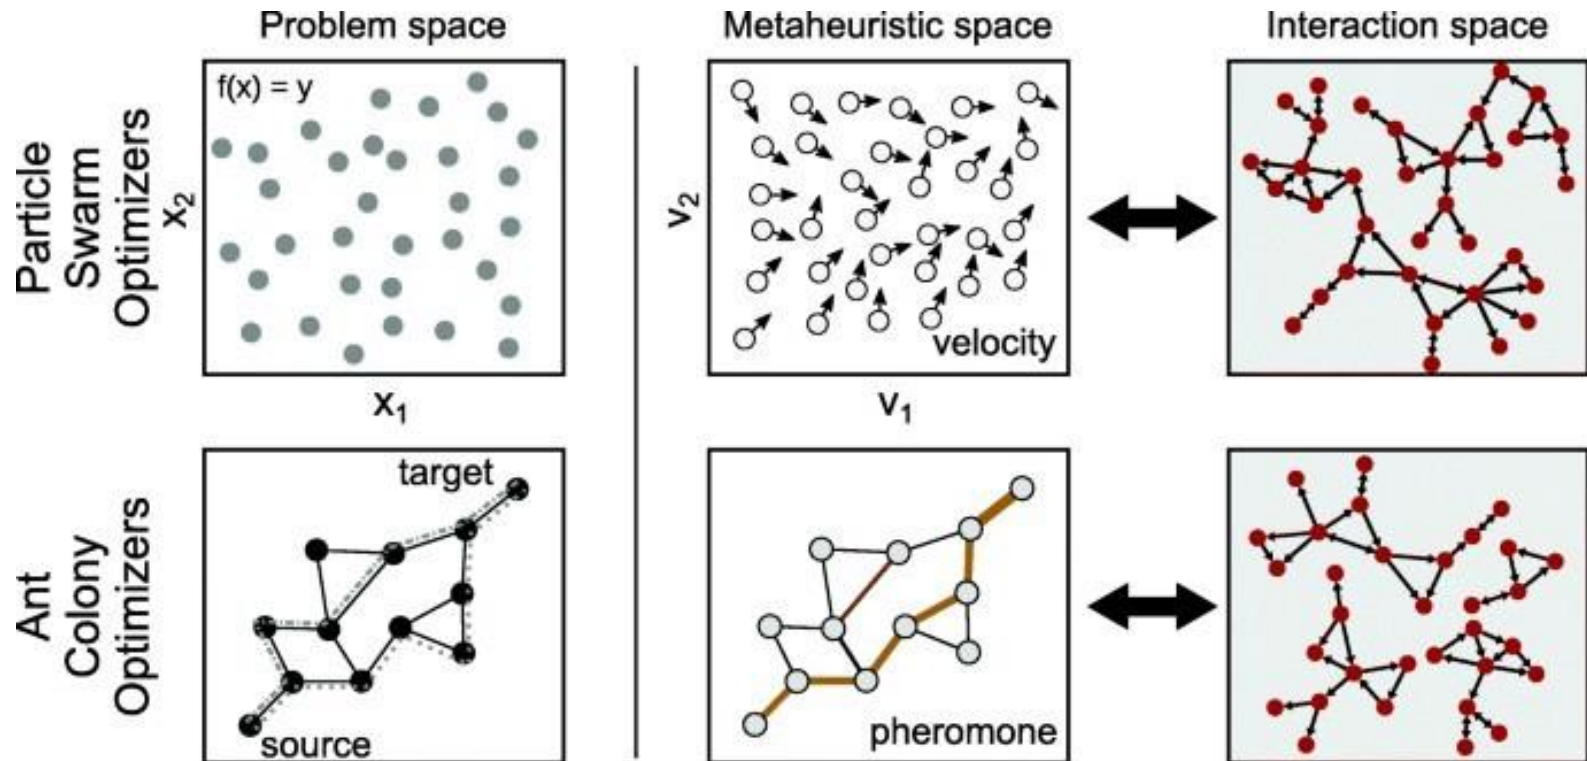 Problem space
Metaheuristic space
Interaction space
Particle
Swarm
Optimizers
f(x) = y
x₂
x₁
v₂
velocity
v₁
Ant
Colony
Optimizers
target
source
pheromone